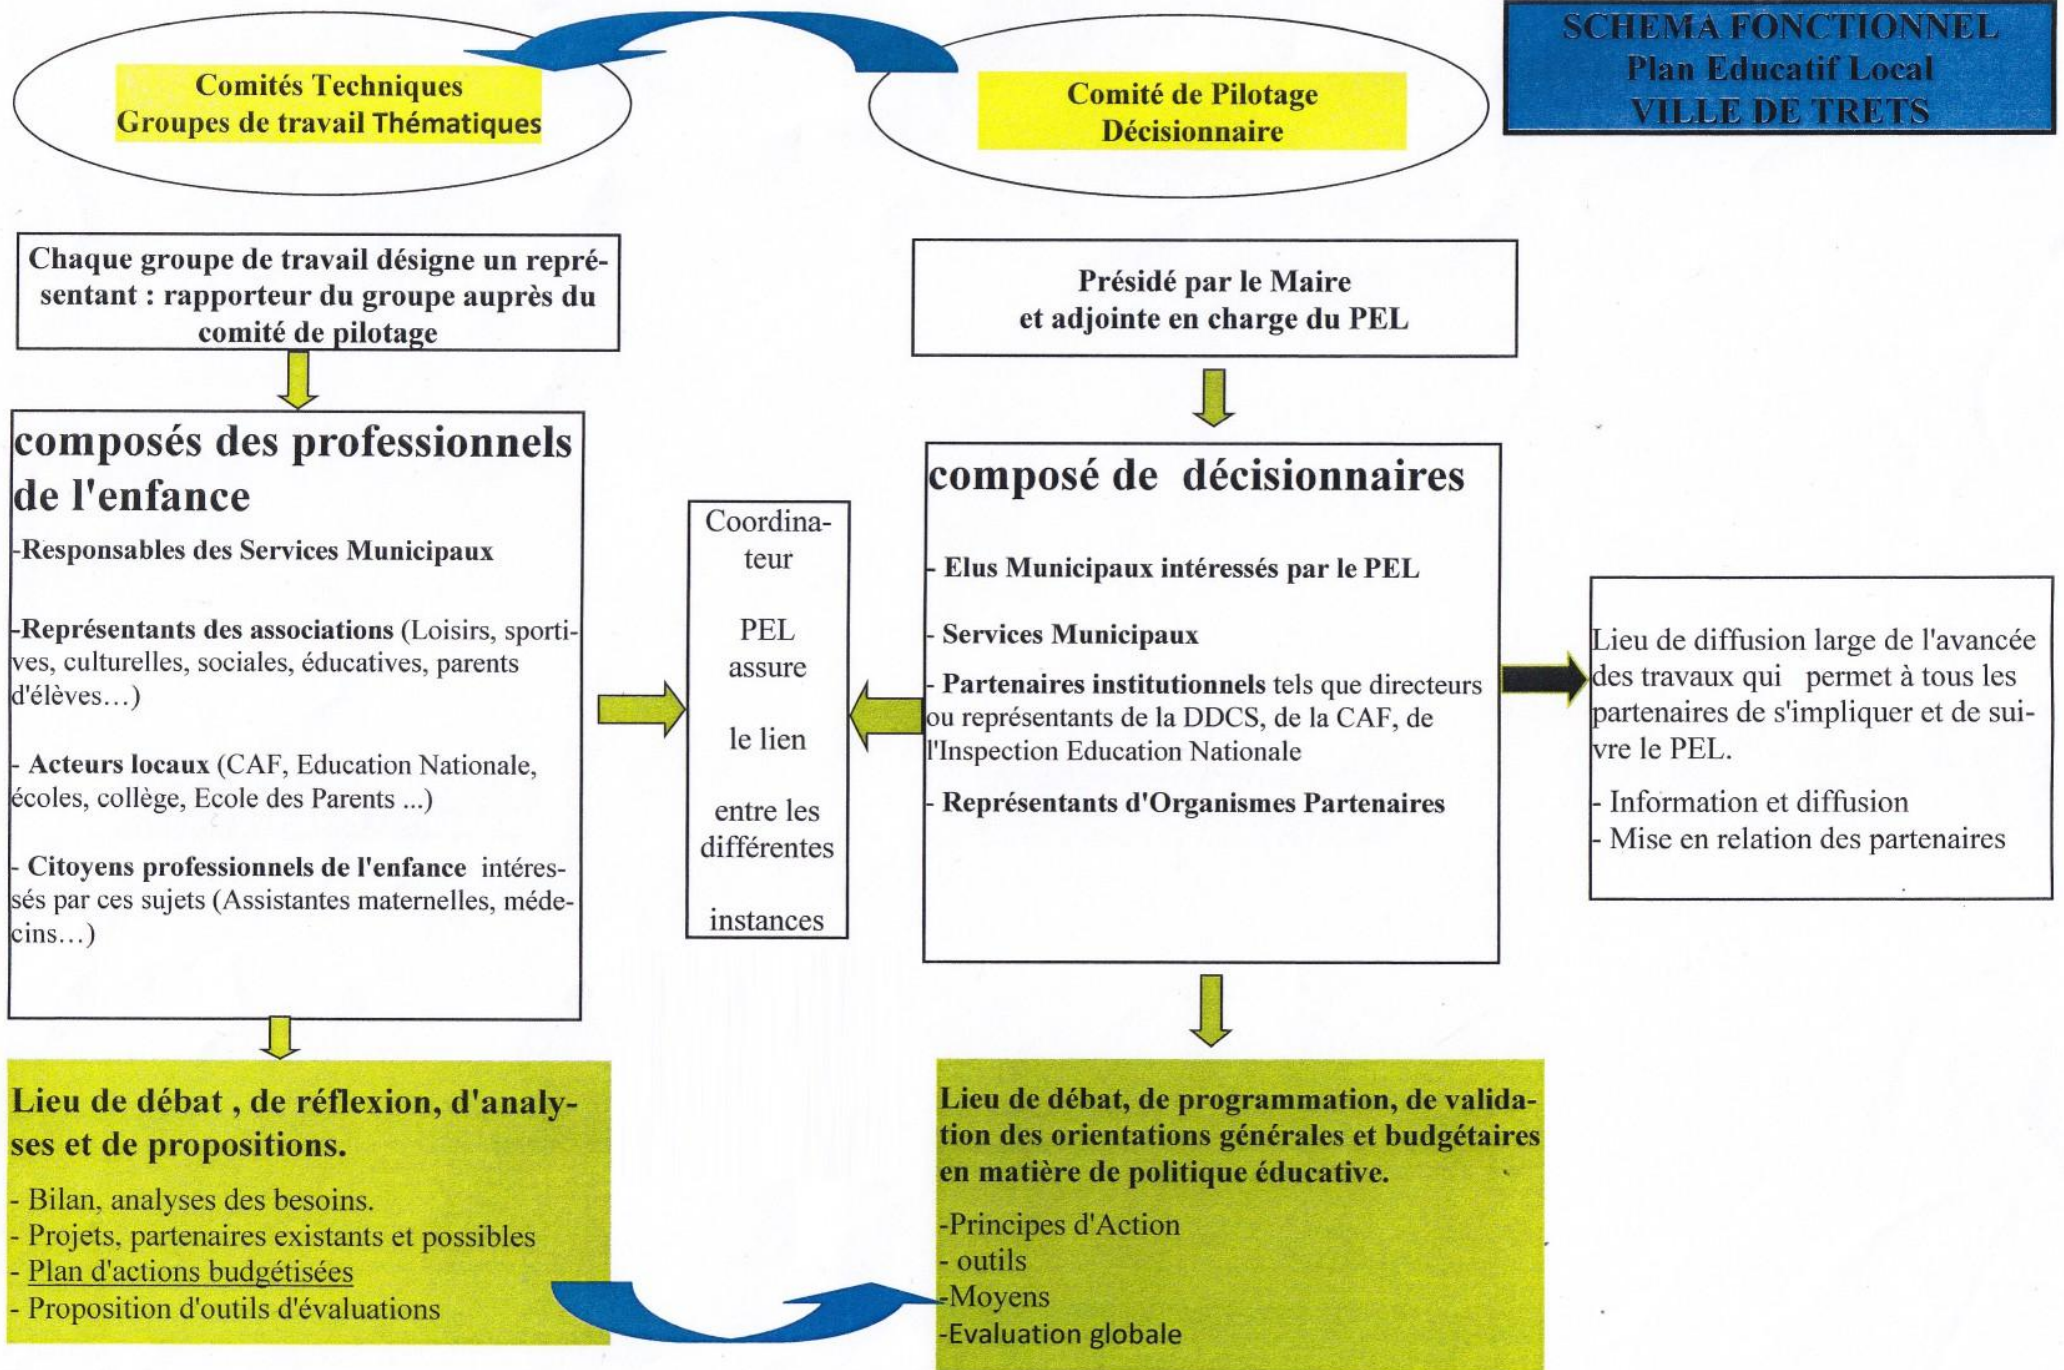 SCHEMA FONCTIONNEL
Plan Educatif Local
VILLE DE TRETS
Comités Techniques
Groupes de travail Thématiques
Comité de Pilotage
Décisionnaire
Chaque groupe de travail désigne un repré-
sentant : rapporteur du groupe auprès du
comité de pilotage
Présidé par le Maire
et adjointe en charge du PEL
composés des professionnels
de l'enfance
-Responsables des Services Municipaux
-Représentants des associations (Loisirs, sporti-
ves, culturelles, sociales, éducatives, parents
d'élèves…)
- Acteurs locaux (CAF, Education Nationale,
écoles, collège, Ecole des Parents ...)
- Citoyens professionnels de l'enfance intéres-
sés par ces sujets (Assistantes maternelles, méde-
cins…)
Coordina-
teur
PEL
assure
le lien
entre les
différentes
instances
composé de décisionnaires
- Elus Municipaux intéressés par le PEL
- Services Municipaux
- Partenaires institutionnels tels que directeurs
ou représentants de la DDCS, de la CAF, de
l'Inspection Education Nationale
- Représentants d'Organismes Partenaires
Lieu de diffusion large de l'avancée
des travaux qui permet à tous les
partenaires de s'impliquer et de sui-
vre le PEL.
- Information et diffusion
- Mise en relation des partenaires
Lieu de débat , de réflexion, d'analy-
ses et de propositions.
- Bilan, analyses des besoins.
- Projets, partenaires existants et possibles
- Plan d'actions budgétisées
- Proposition d'outils d'évaluations
Lieu de débat, de programmation, de valida-
tion des orientations générales et budgétaires
en matière de politique éducative.
-Principes d'Action
- outils
-Moyens
-Evaluation globale